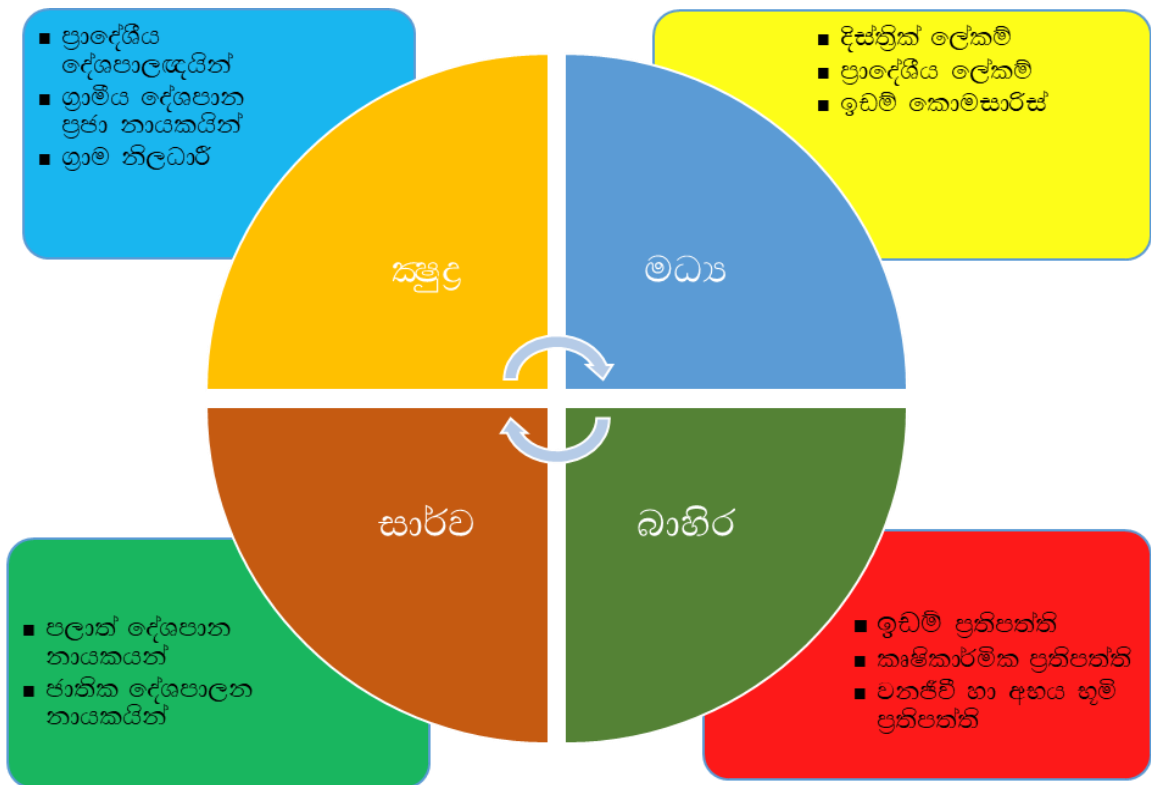 ■ ප්‍රාදේශීය
දේශපාලඥයින්
■ ග්‍රාමීය දේශපාන
ප්‍රජා නායකයින්
■ ග්‍රාම නිලධාරී
■ දිස්ත්‍රික් ලේකම්
■ ප්‍රාදේශීය ලේකම්
■ ඉඩම් කොමසාරිස්
ක්‍ෂුද්‍ර
මධ්‍ය
සාර්ව
බාහිර
■ පලාත් දේශපාන
නායකයන්
■ ජාතික දේශපාලන
නායකයින්
■ ඉඩම් ප්‍රතිපත්ති
■ කෘෂිකාර්මික ප්‍රතිපත්ති
■ වනජීවී හා අභය භූමි
ප්‍රතිපත්ති